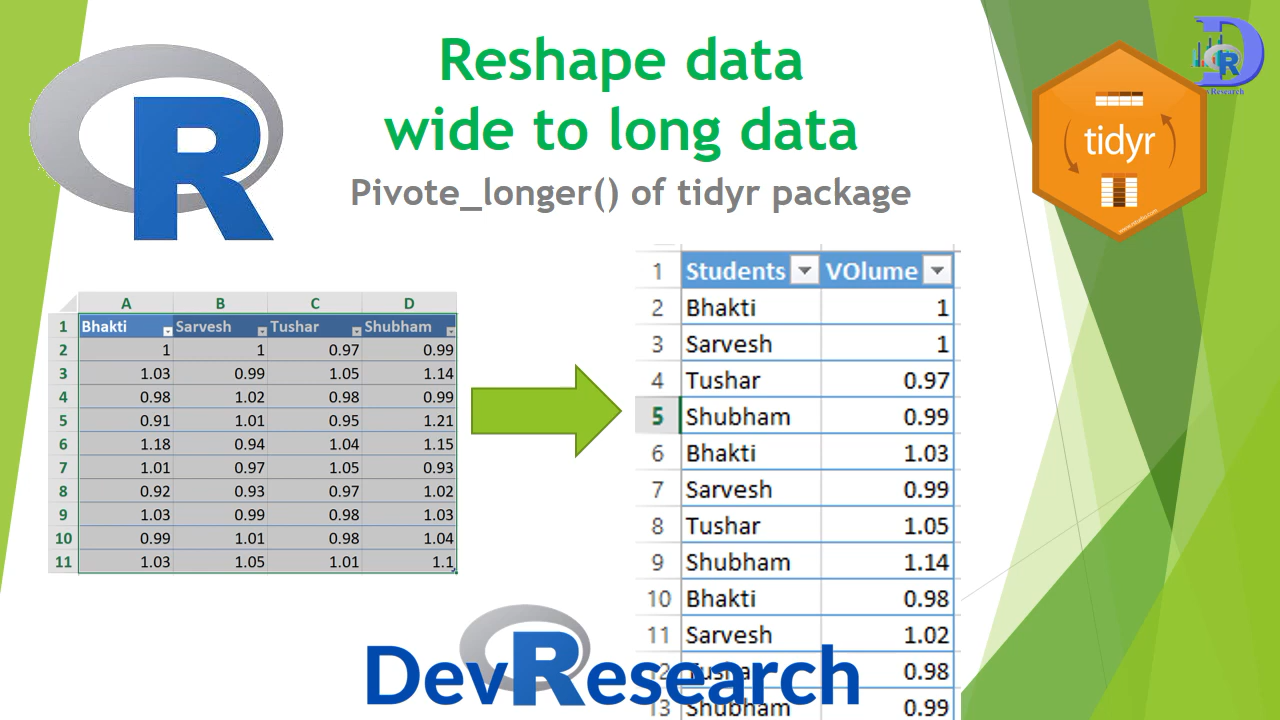 Reshape data
wide to long data
Pivote_longer() of tidyr package
R
D
R
Research
tidyr
A B C D
1 Bhakti Sarvesh Tushar Shubham
2 1 1 0.97 0.99
3 1.03 0.99 1.05 1.14
4 0.98 1.02 0.98 0.99
5 0.91 1.01 0.95 1.21
6 1.18 0.94 1.04 1.15
7 1.01 0.97 1.05 0.93
8 0.92 0.93 0.97 1.02
9 1.03 0.99 0.98 1.03
10 0.99 1.01 0.98 1.04
11 1.03 1.05 1.01 1.1
1 Students VOlume
2 Bhakti 1
3 Sarvesh 1
4 Tushar 0.97
5 Shubham 0.99
6 Bhakti 1.03
7 Sarvesh 0.99
8 Tushar 1.05
9 Shubham 1.14
10 Bhakti 0.98
11 Sarvesh 1.02
12 Tushar 0.98
13 Shubham 0.99
DevResearch